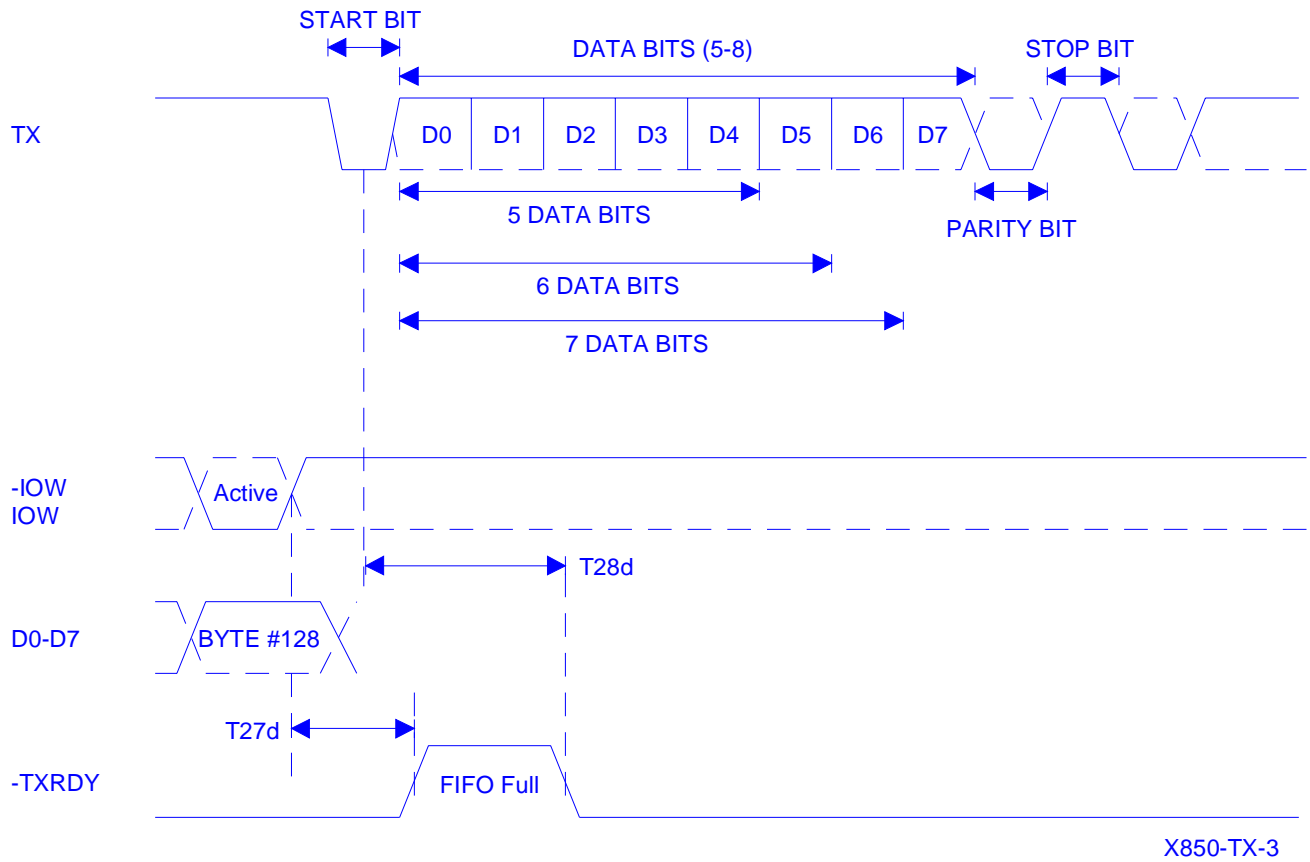 START BIT
DATA BITS (5-8)
STOP BIT
TX
D0 D1 D2 D3 D4 D5 D6 D7
5 DATA BITS
PARITY BIT
6 DATA BITS
7 DATA BITS
-IOW
IOW
Active
T28d
D0-D7
BYTE #128
T27d
-TXRDY
FIFO Full
X850-TX-3